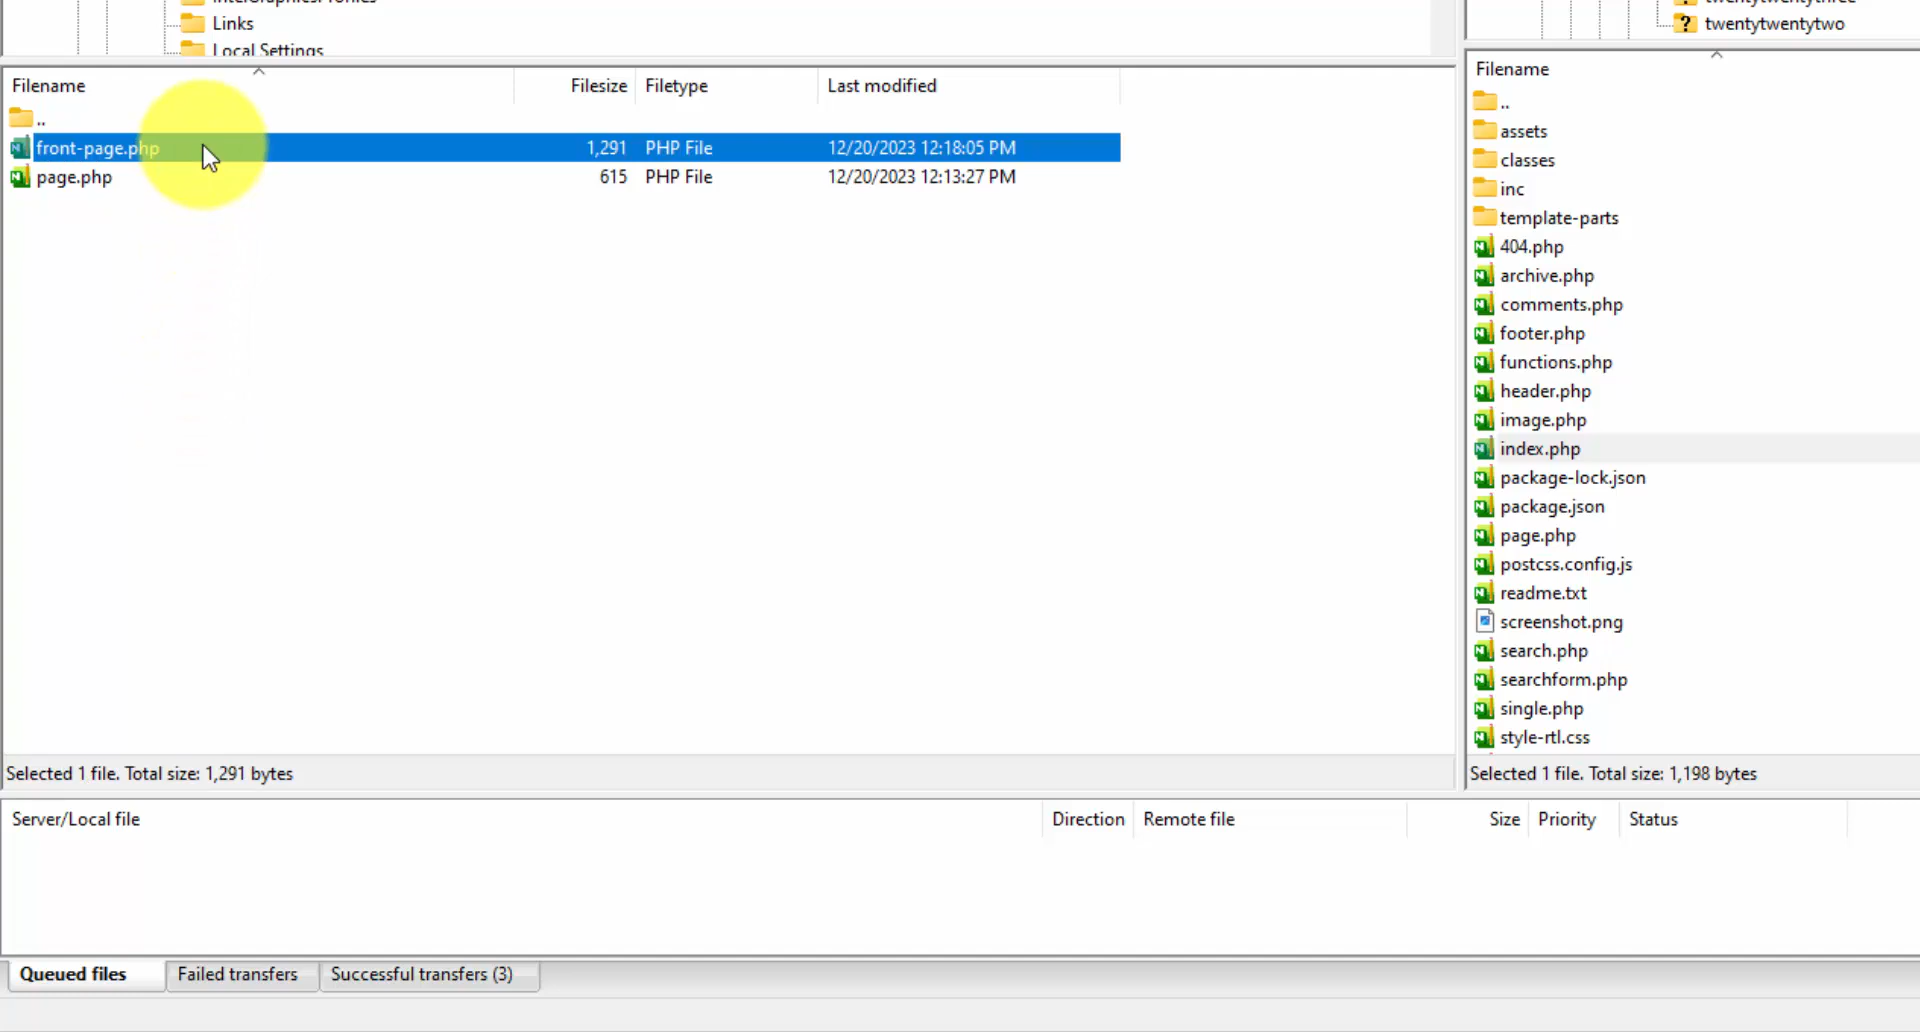 InterGraphicsProfiles
Links
Local Settings
Filename Filesize Filetype Last modified
..
front-page.php 1,291 PHP File 12/20/2023 12:18:05 PM
page.php 615 PHP File 12/20/2023 12:13:27 PM
Selected 1 file. Total size: 1,291 bytes
twentytwentythree
twentytwentytwo
Filename
..
assets
classes
inc
template-parts
404.php
archive.php
comments.php
footer.php
functions.php
header.php
image.php
index.php
package-lock.json
package.json
page.php
postcss.config.js
readme.txt
screenshot.png
search.php
searchform.php
single.php
style-rtl.css
Selected 1 file. Total size: 1,198 bytes
Server/Local file Direction Remote file Size Priority Status
Queued files Failed transfers Successful transfers (3)